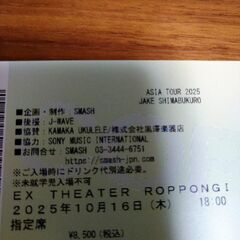 ASIA TOUR 2025
JAKE SHIMABUKURO
■企画・制作：SMASH
■後援：J-WAVE
■協賛：KAMAKA UKULELE/株式会社黒澤楽器店
■協力：SONY MUSIC INTERNATIONAL
■お問合せ：SMASH 03-3444-6751
https://smash-jpn.com
※ご入場時にドリンク代別途必要。
※未就学児入場不可
EX THEATER ROPPONGI
2025年10月16日(木) 18:00
指定席
¥8,500(税込)